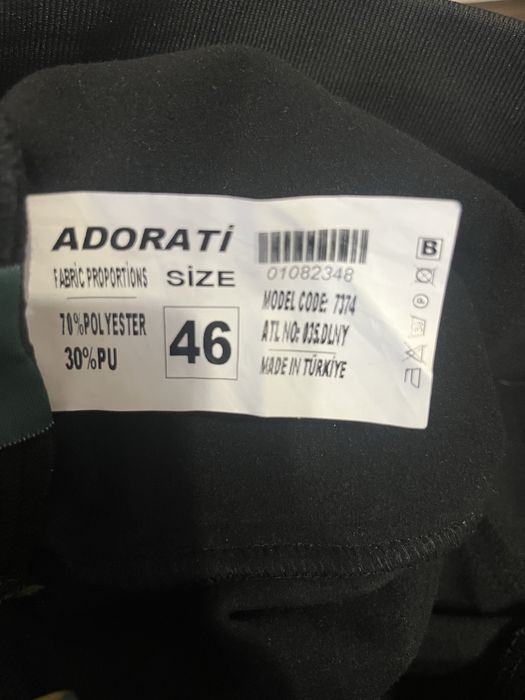 ADORATİ
FABRIC PROPORTIONS
70%POLYESTER
30%PU
SİZE
46
01082348
MODEL CODE: 7374
ATL NO: 035.DLNY
MADE IN TÜRKİYE
B
P